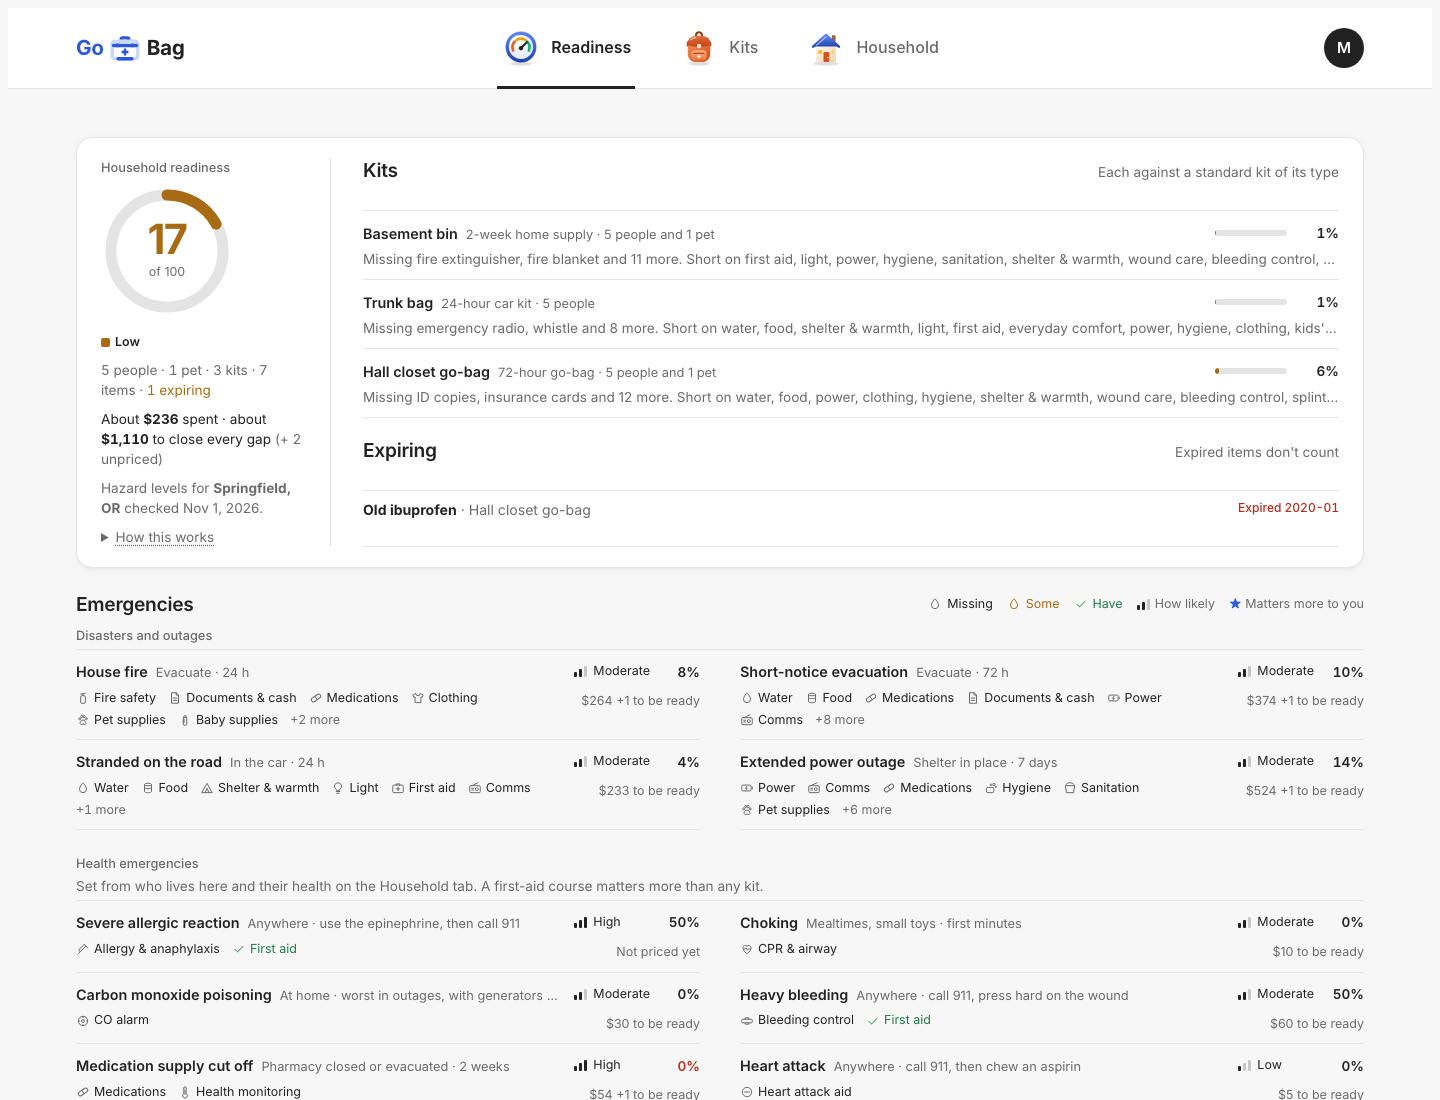 Go Bag
Readiness
Kits
Household
M
Household readiness
17
of 100
Low
5 people · 1 pet · 3 kits · 7
items · 1 expiring
About $236 spent · about
$1,110 to close every gap (+ 2
unpriced)
Hazard levels for Springfield,
OR checked Nov 1, 2026.
How this works
Kits
Each against a standard kit of its type
Basement bin 2-week home supply · 5 people and 1 pet 1%
Missing fire extinguisher, fire blanket and 11 more. Short on first aid, light, power, hygiene, sanitation, shelter & warmth, wound care, bleeding control, ...
Trunk bag 24-hour car kit · 5 people 1%
Missing emergency radio, whistle and 8 more. Short on water, food, shelter & warmth, light, first aid, everyday comfort, power, hygiene, clothing, kids'...
Hall closet go-bag 72-hour go-bag · 5 people and 1 pet 6%
Missing ID copies, insurance cards and 12 more. Short on water, food, power, clothing, hygiene, shelter & warmth, wound care, bleeding control, splint...
Expiring
Expired items don't count
Old ibuprofen · Hall closet go-bag
Expired 2020-01
Emergencies
Missing Some Have How likely Matters more to you
Disasters and outages
House fire Evacuate · 24 h Moderate 8%
Fire safety Documents & cash Medications Clothing
$264 +1 to be ready
Pet supplies Baby supplies +2 more
Short-notice evacuation Evacuate · 72 h Moderate 10%
Water Food Medications Documents & cash Power
$374 +1 to be ready
Comms +8 more
Stranded on the road In the car · 24 h Moderate 4%
Water Food Shelter & warmth Light First aid Comms
$233 to be ready
+1 more
Extended power outage Shelter in place · 7 days Moderate 14%
Power Comms Medications Hygiene Sanitation
$524 +1 to be ready
Pet supplies +6 more
Health emergencies
Set from who lives here and their health on the Household tab. A first-aid course matters more than any kit.
Severe allergic reaction Anywhere · use the epinephrine, then call 911 High 50%
Allergy & anaphylaxis First aid
Not priced yet
Choking Mealtimes, small toys · first minutes Moderate 0%
CPR & airway
$10 to be ready
Carbon monoxide poisoning At home · worst in outages, with generators ... Moderate 0%
CO alarm
$30 to be ready
Heavy bleeding Anywhere · call 911, press hard on the wound Moderate 50%
Bleeding control First aid
$60 to be ready
Medication supply cut off Pharmacy closed or evacuated · 2 weeks High 0%
Medications Health monitoring
$54 +1 to be ready
Heart attack Anywhere · call 911, then chew an aspirin Low 0%
Heart attack aid
$5 to be ready